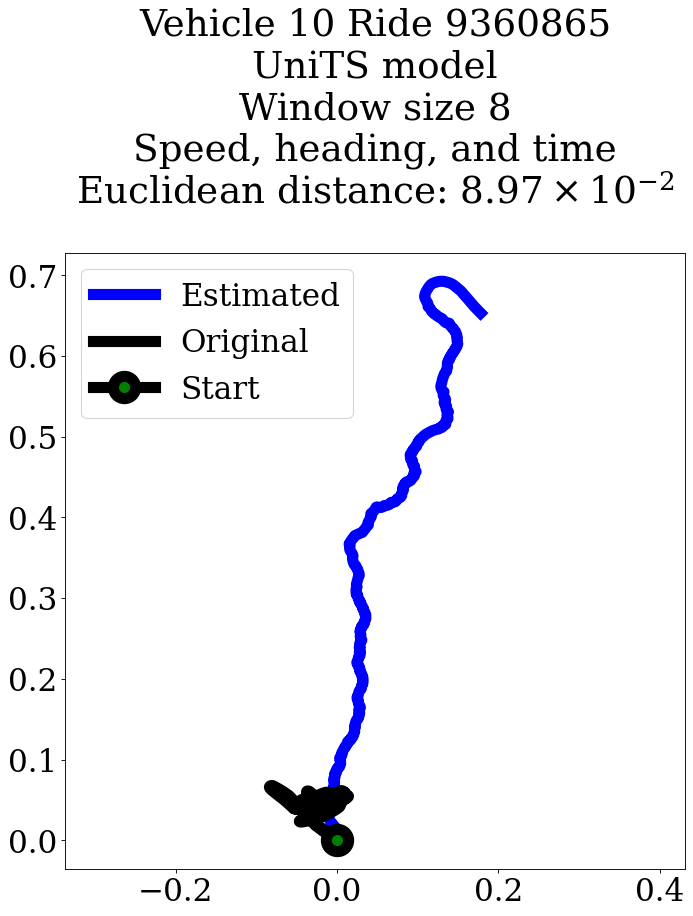 Vehicle 10 Ride 9360865
UniTS model
Window size 8
Speed, heading, and time
Euclidean distance: 8.97 × 10⁻²
Estimated
Original
Start
0.7
0.6
0.5
0.4
0.3
0.2
0.1
0.0
−0.2 0.0 0.2 0.4